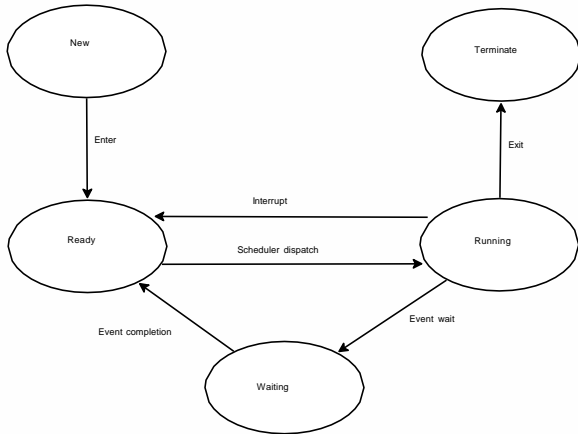 New
Terminate
Enter
Exit
Interrupt
Ready
Running
Scheduler dispatch
Event completion
Event wait
Waiting